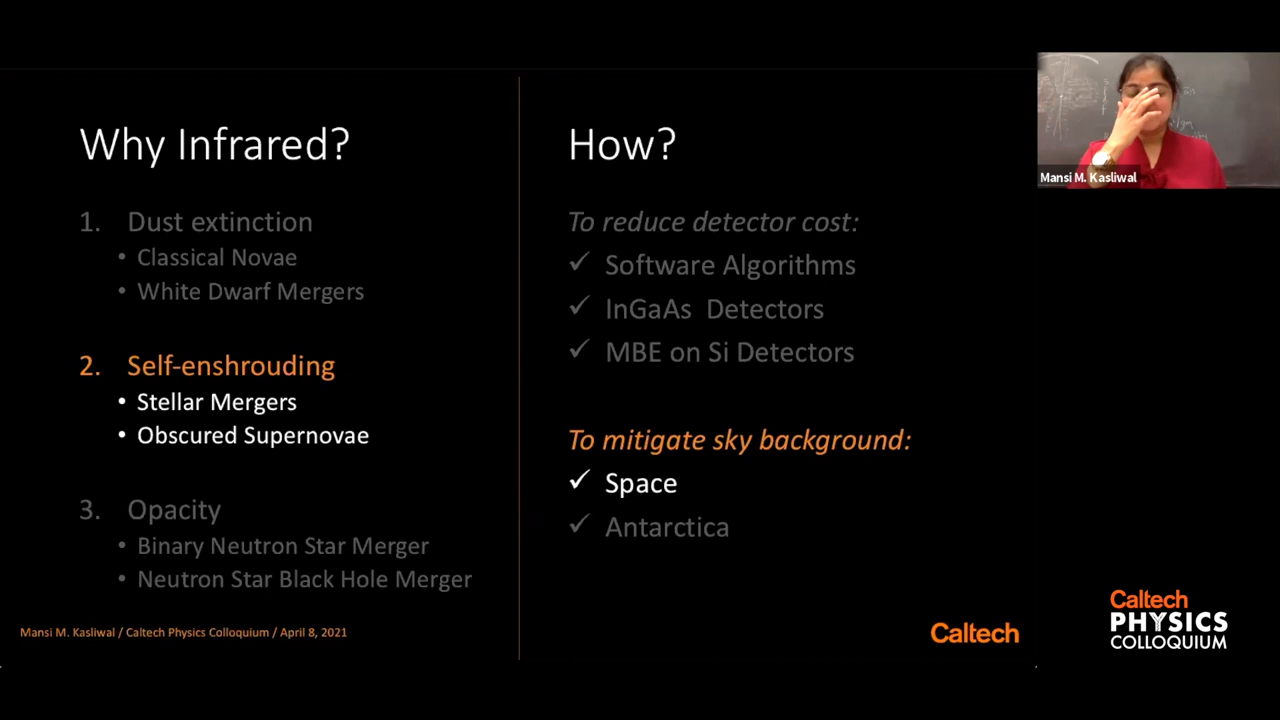 Why Infrared?
1. Dust extinction
• Classical Novae
• White Dwarf Mergers
2. Self-enshrouding
• Stellar Mergers
• Obscured Supernovae
3. Opacity
• Binary Neutron Star Merger
• Neutron Star Black Hole Merger
Mansi M. Kasliwal / Caltech Physics Colloquium / April 8, 2021
How?
To reduce detector cost:
✓ Software Algorithms
✓ InGaAs Detectors
✓ MBE on Si Detectors
To mitigate sky background:
✓ Space
✓ Antarctica
Caltech
Mansi M. Kasliwal
Caltech
PHYSICS
COLLOQUIUM